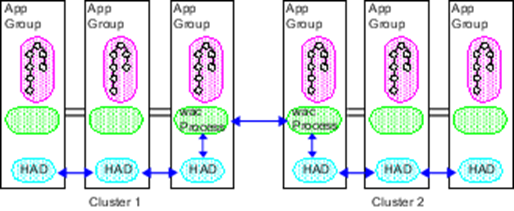 App
Group
App
Group
App
Group
App
Group
App
Group
App
Group
wac
Process
wac
Process
HAD
HAD
HAD
HAD
HAD
HAD
Cluster 1
Cluster 2